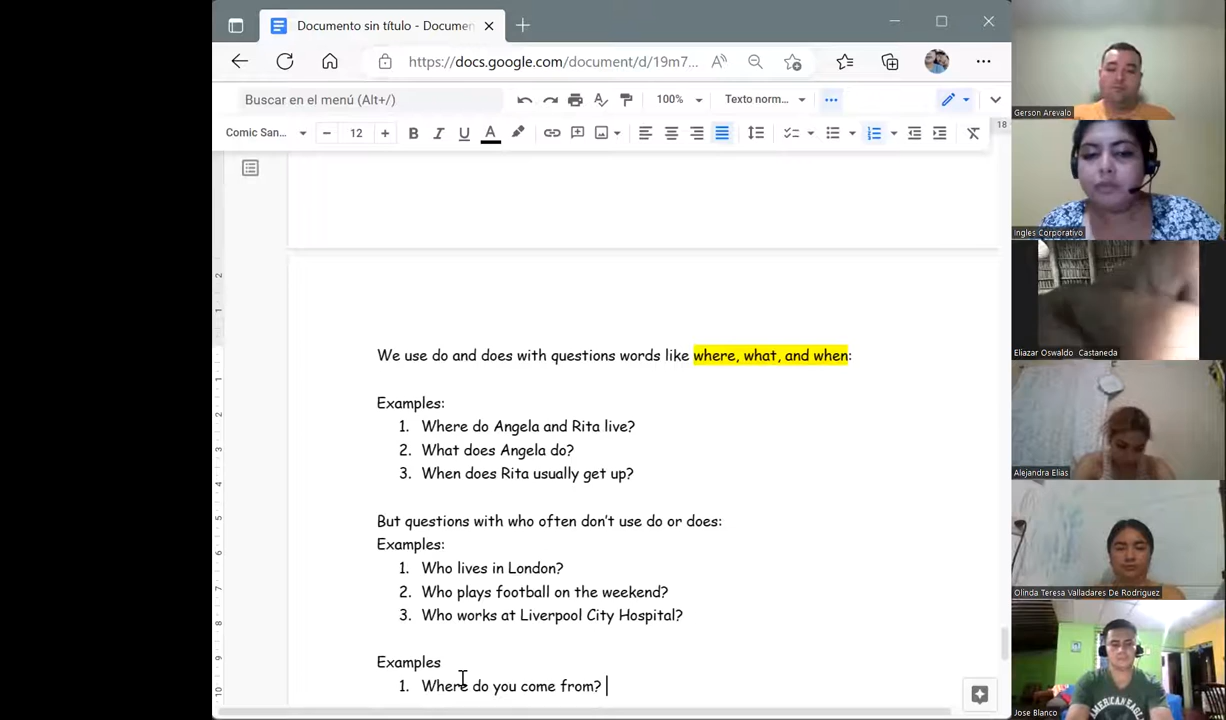 Documento sin título - Documen
https://docs.google.com/document/d/19m7...
Buscar en el menú (Alt+/)
100%
Texto norm...
Comic San...
12
B I U A
18
We use do and does with questions words like where, what, and when:
Examples:
1. Where do Angela and Rita live?
2. What does Angela do?
3. When does Rita usually get up?
But questions with who often don't use do or does:
Examples:
1. Who lives in London?
2. Who plays football on the weekend?
3. Who works at Liverpool City Hospital?
Examples
1. Where do you come from?
Gerson Arevalo
Ingles Corporativo
Eliazar Oswaldo Castaneda
Alejandra Elias
Olinda Teresa Valladares De Rodriguez
Jose Blanco
AMERICAN EAGLE